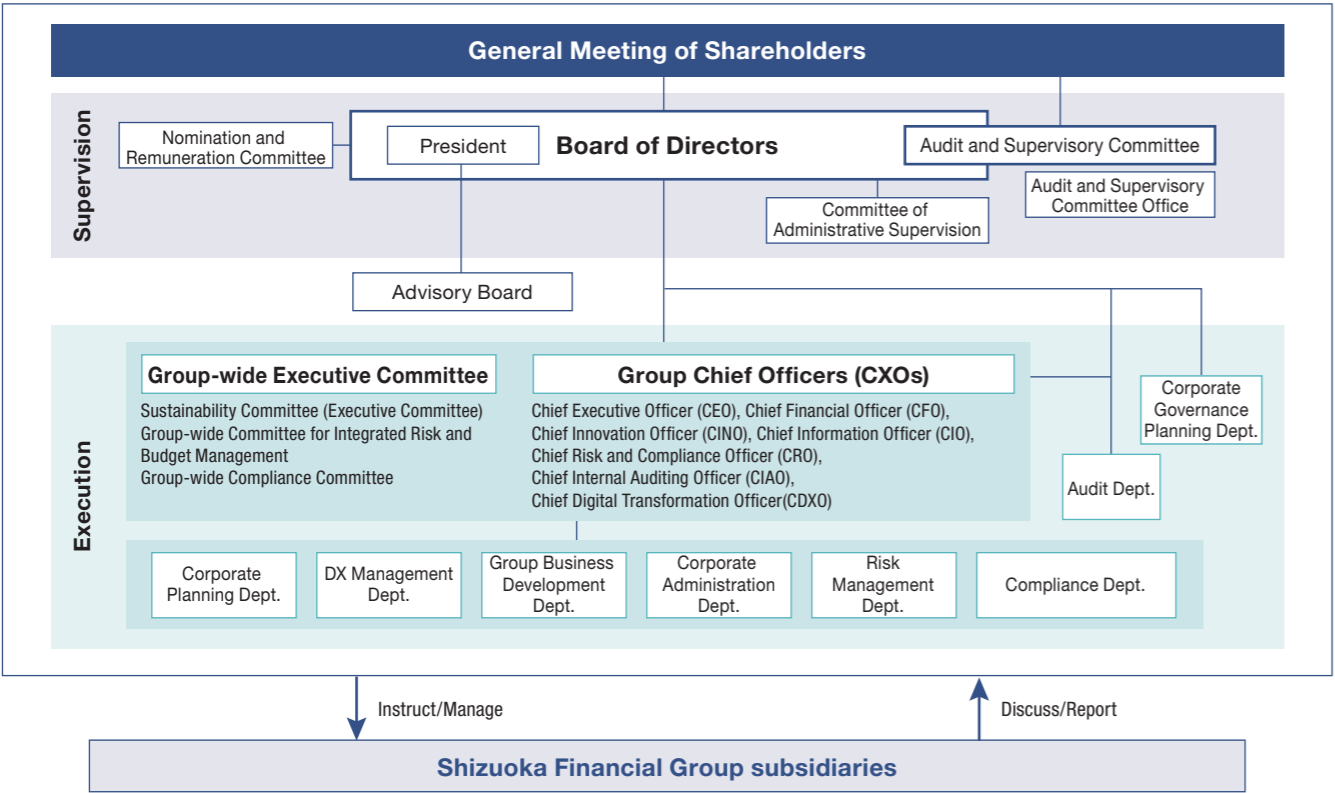 General Meeting of Shareholders
Supervision
Nomination and
Remuneration Committee
President
Board of Directors
Audit and Supervisory Committee
Audit and Supervisory
Committee Office
Committee of
Administrative Supervision
Advisory Board
Execution
Group-wide Executive Committee
Sustainability Committee (Executive Committee)
Group-wide Committee for Integrated Risk and
Budget Management
Group-wide Compliance Committee
Group Chief Officers (CXOs)
Chief Executive Officer (CEO), Chief Financial Officer (CFO),
Chief Innovation Officer (CINO), Chief Information Officer (CIO),
Chief Risk and Compliance Officer (CRO),
Chief Internal Auditing Officer (CIAO),
Chief Digital Transformation Officer(CDXO)
Corporate
Governance
Planning Dept.
Audit Dept.
Corporate
Planning Dept.
DX Management
Dept.
Group Business
Development
Dept.
Corporate
Administration
Dept.
Risk
Management
Dept.
Compliance Dept.
Instruct/Manage
Discuss/Report
Shizuoka Financial Group subsidiaries